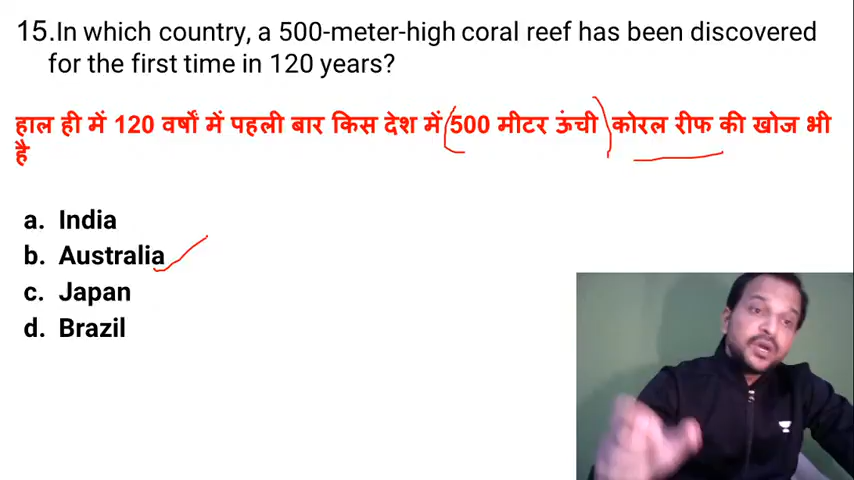 15.In which country, a 500-meter-high coral reef has been discovered
for the first time in 120 years?
हाल ही में 120 वर्षों में पहली बार किस देश में 500 मीटर ऊंची कोरल रीफ की खोज भी
है
a. India
b. Australia
c. Japan
d. Brazil